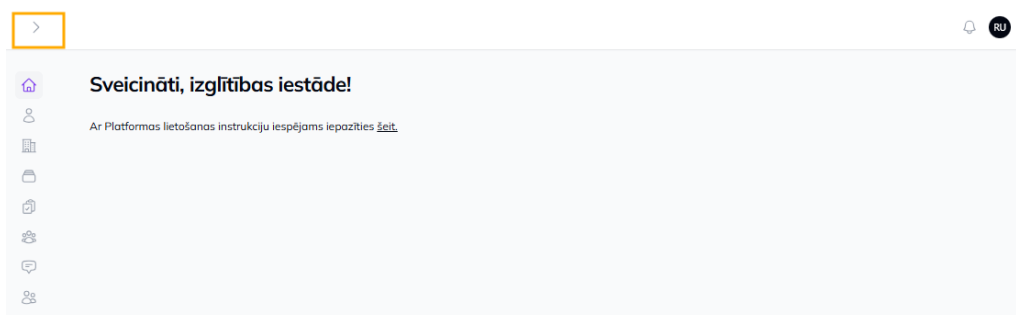 RU
Sveicināti, izglītības iestāde!
Ar Platformas lietošanas instrukciju iespējams iepazīties šeit.